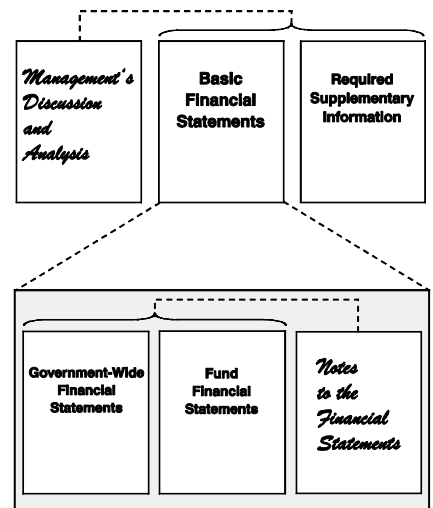 Management's
Discussion
and
Analysis
Basic
Financial
Statements
Required
Supplementary
Information
Government-Wide
Financial
Statements
Fund
Financial
Statements
Notes
to the
Financial
Statements